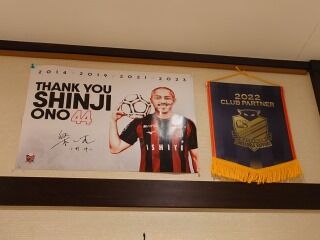 2014-2019-2021-2023
THANK YOU
SHINJI
ONO 44
ISHIYA
2022
CLUB PARTNER